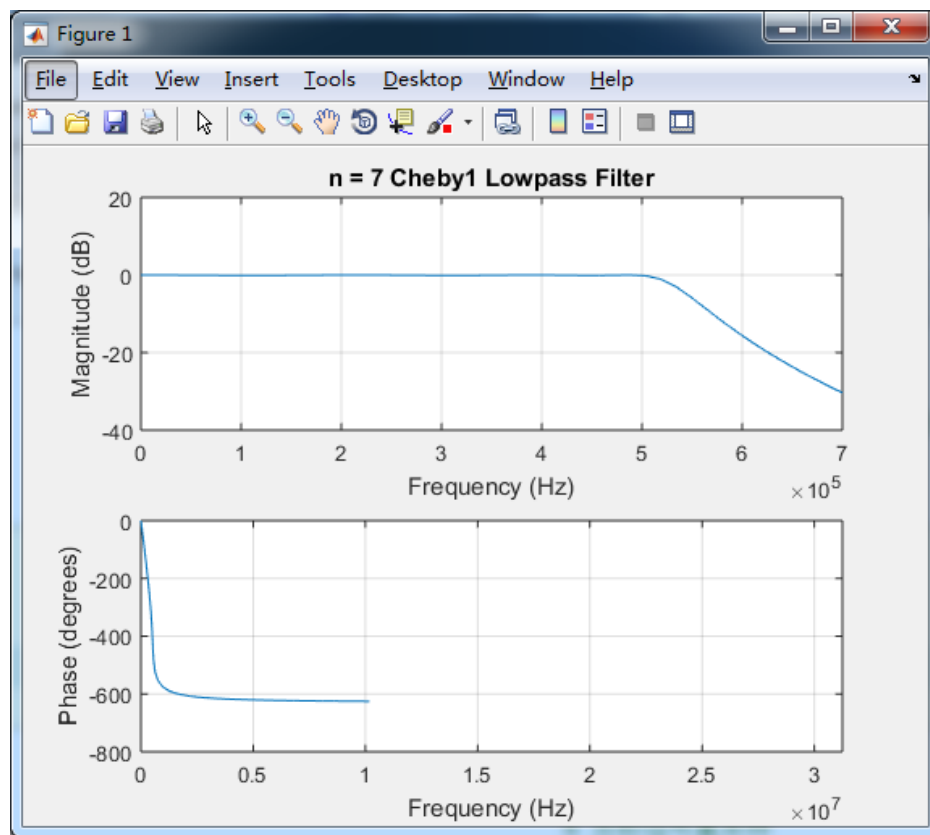 Figure 1
File Edit View Insert Tools Desktop Window Help
n = 7 Cheby1 Lowpass Filter
Magnitude (dB)
20
0
-20
-40
0 1 2 3 4 5 6 7
Frequency (Hz)
×10^5
Phase (degrees)
0
-200
-400
-600
-800
0 0.5 1 1.5 2 2.5 3
Frequency (Hz)
×10^7